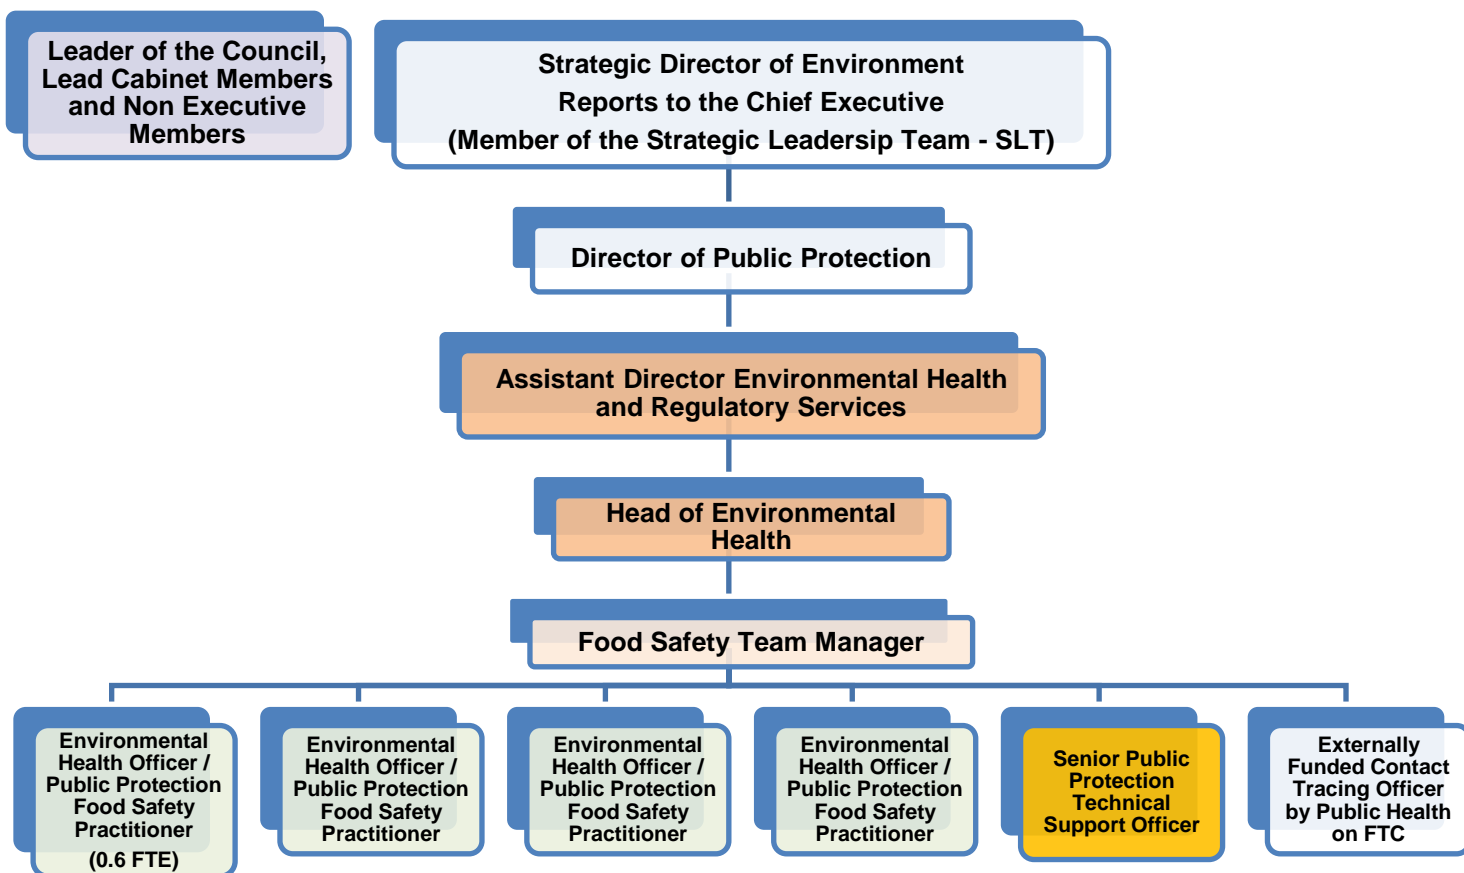 Leader of the Council,
Lead Cabinet Members
and Non Executive
Members
Strategic Director of Environment
Reports to the Chief Executive
(Member of the Strategic Leadersip Team - SLT)
Director of Public Protection
Assistant Director Environmental Health
and Regulatory Services
Head of Environmental
Health
Food Safety Team Manager
Environmental
Health Officer /
Public Protection
Food Safety
Practitioner
(0.6 FTE)
Environmental
Health Officer /
Public Protection
Food Safety
Practitioner
Environmental
Health Officer /
Public Protection
Food Safety
Practitioner
Environmental
Health Officer /
Public Protection
Food Safety
Practitioner
Senior Public
Protection
Technical
Support Officer
Externally
Funded Contact
Tracing Officer
by Public Health
on FTC